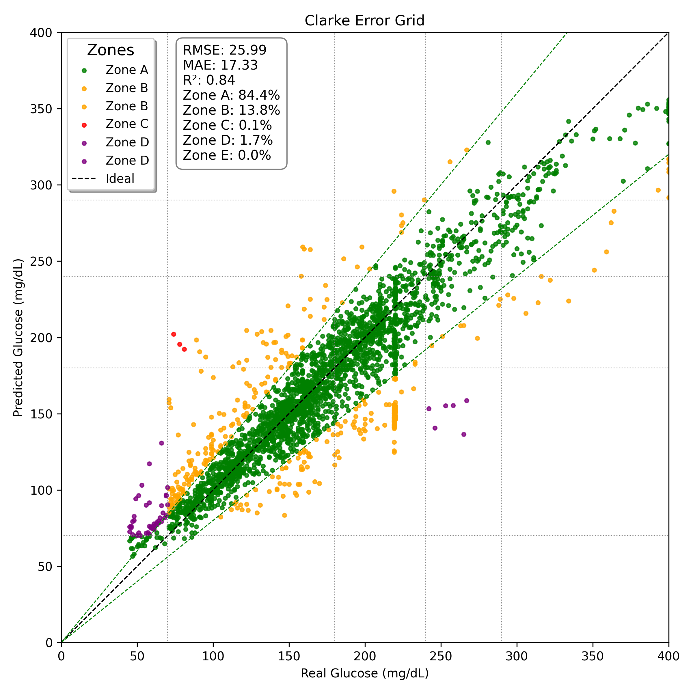 Clarke Error Grid
Zones
Zone A
Zone B
Zone B
Zone C
Zone D
Zone D
Ideal
RMSE: 25.99
MAE: 17.33
R²: 0.84
Zone A: 84.4%
Zone B: 13.8%
Zone C: 0.1%
Zone D: 1.7%
Zone E: 0.0%
Predicted Glucose (mg/dL)
400
350
300
250
200
150
100
50
0
0 50 100 150 200 250 300 350 400
Real Glucose (mg/dL)